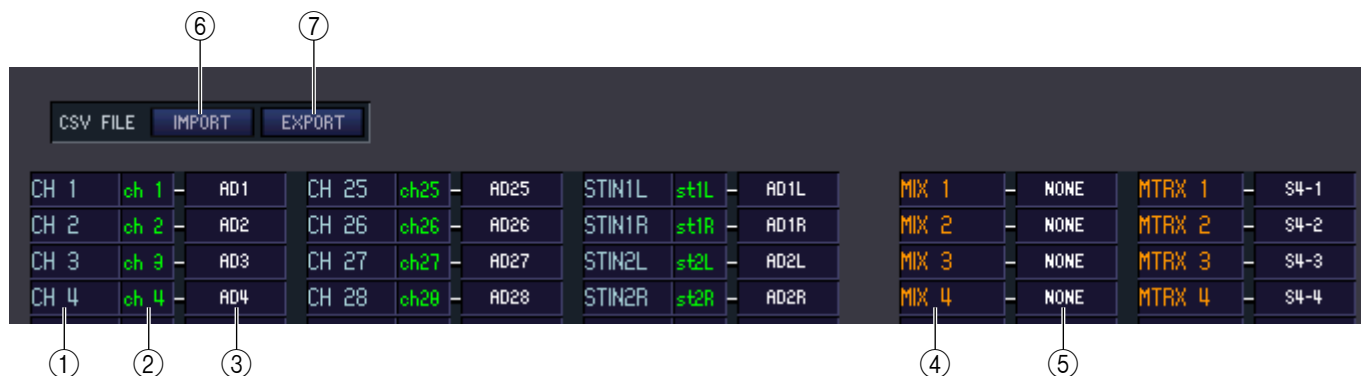 ⑥ ⑦
CSV FILE IMPORT EXPORT
CH 1 ch 1 – AD1 CH 25 ch25 – AD25 STIN1L st1L – AD1L MIX 1 – NONE MTRX 1 – S4-1
CH 2 ch 2 – AD2 CH 26 ch26 – AD26 STIN1R st1R – AD1R MIX 2 – NONE MTRX 2 – S4-2
CH 3 ch 3 – AD3 CH 27 ch27 – AD27 STIN2L st2L – AD2L MIX 3 – NONE MTRX 3 – S4-3
CH 4 ch 4 – AD4 CH 28 ch28 – AD28 STIN2R st2R – AD2R MIX 4 – NONE MTRX 4 – S4-4
① ② ③ ④ ⑤